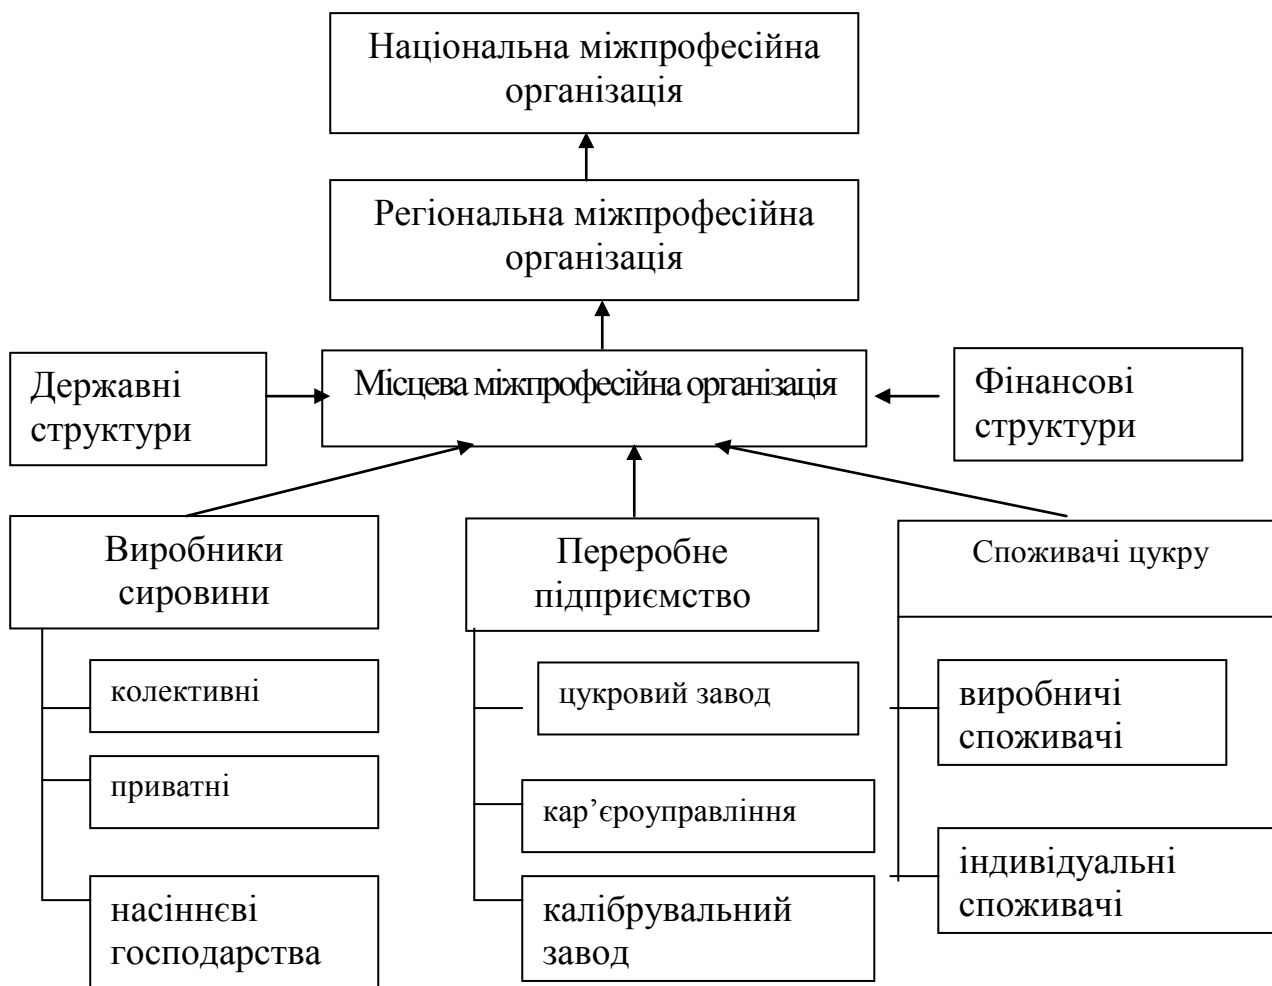 Національна міжпрофесійна
організація
Регіональна міжпрофесійна
організація
Державні
структури
Місцева міжпрофесійна організація
Фінансові
структури
Виробники
сировини
Переробне
підприємство
Споживачі цукру
колективні
цукровий завод
виробничі
споживачі
приватні
кар’єроуправління
індивідуальні
споживачі
насіннєві
господарства
калібрувальний
завод